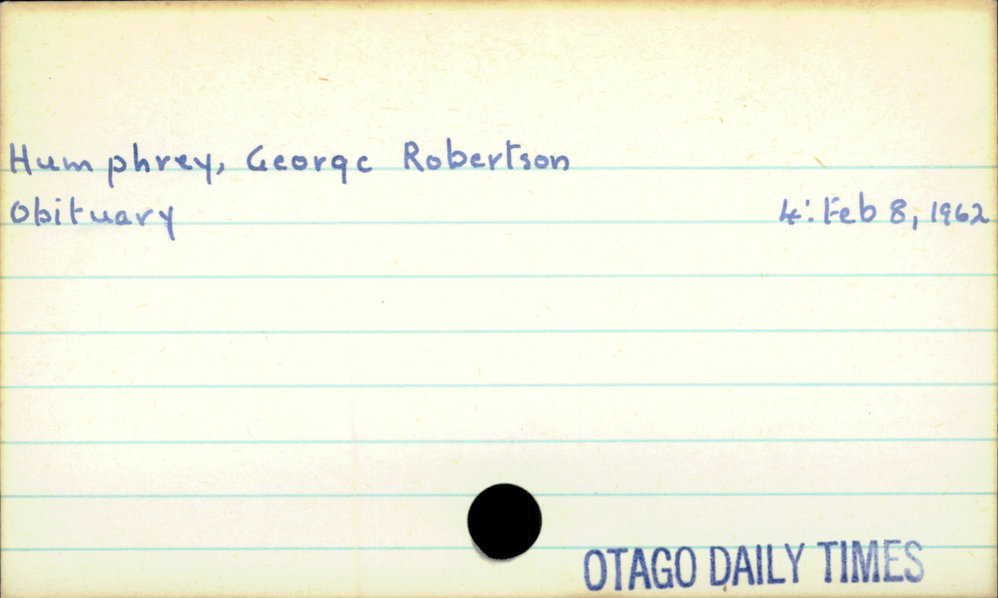 Humphrey, George Robertson
Obituary 4: Feb 8, 1962
OTAGO DAILY TIMES